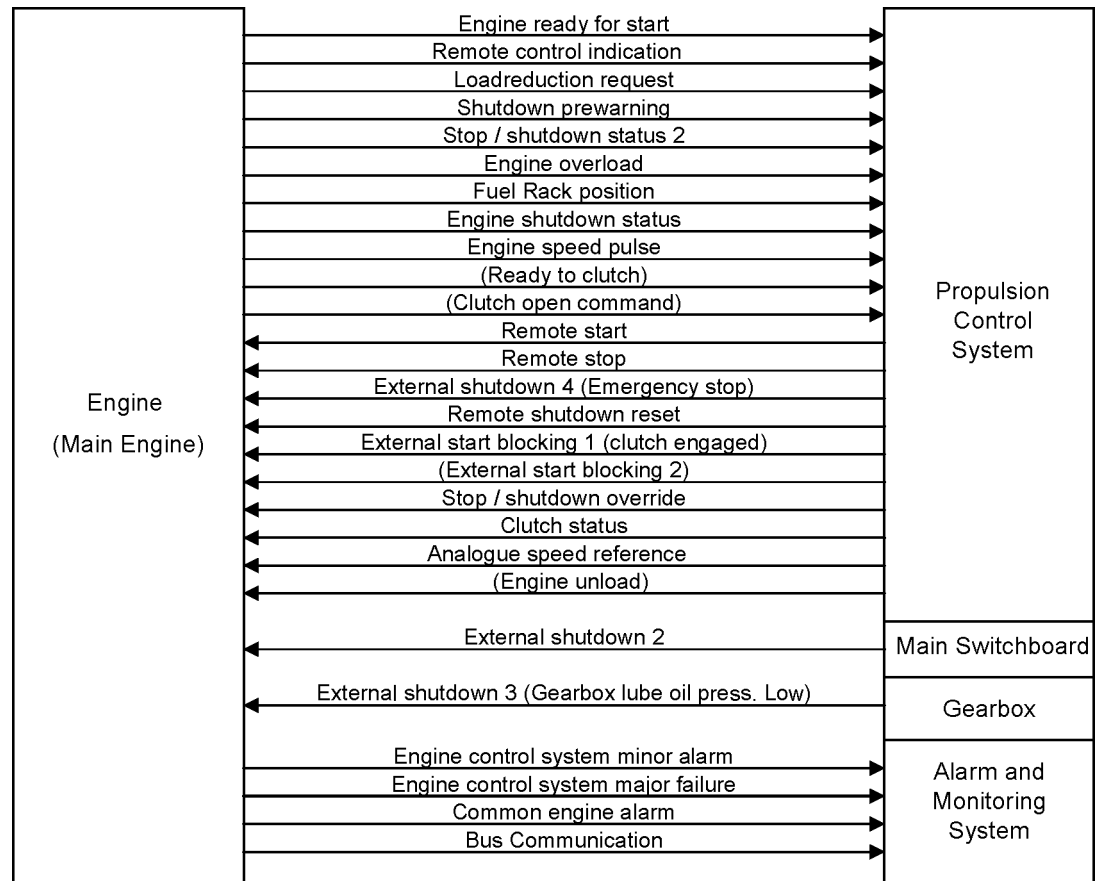 Engine ready for start
Remote control indication
Loadreduction request
Shutdown prewarning
Stop / shutdown status 2
Engine overload
Fuel Rack position
Engine shutdown status
Engine speed pulse
(Ready to clutch)
(Clutch open command)
Remote start
Remote stop
External shutdown 4 (Emergency stop)
Remote shutdown reset
External start blocking 1 (clutch engaged)
(External start blocking 2)
Stop / shutdown override
Clutch status
Analogue speed reference
(Engine unload)
External shutdown 2
External shutdown 3 (Gearbox lube oil press. Low)
Engine control system minor alarm
Engine control system major failure
Common engine alarm
Bus Communication
Engine
(Main Engine)
Propulsion
Control
System
Main Switchboard
Gearbox
Alarm and
Monitoring
System